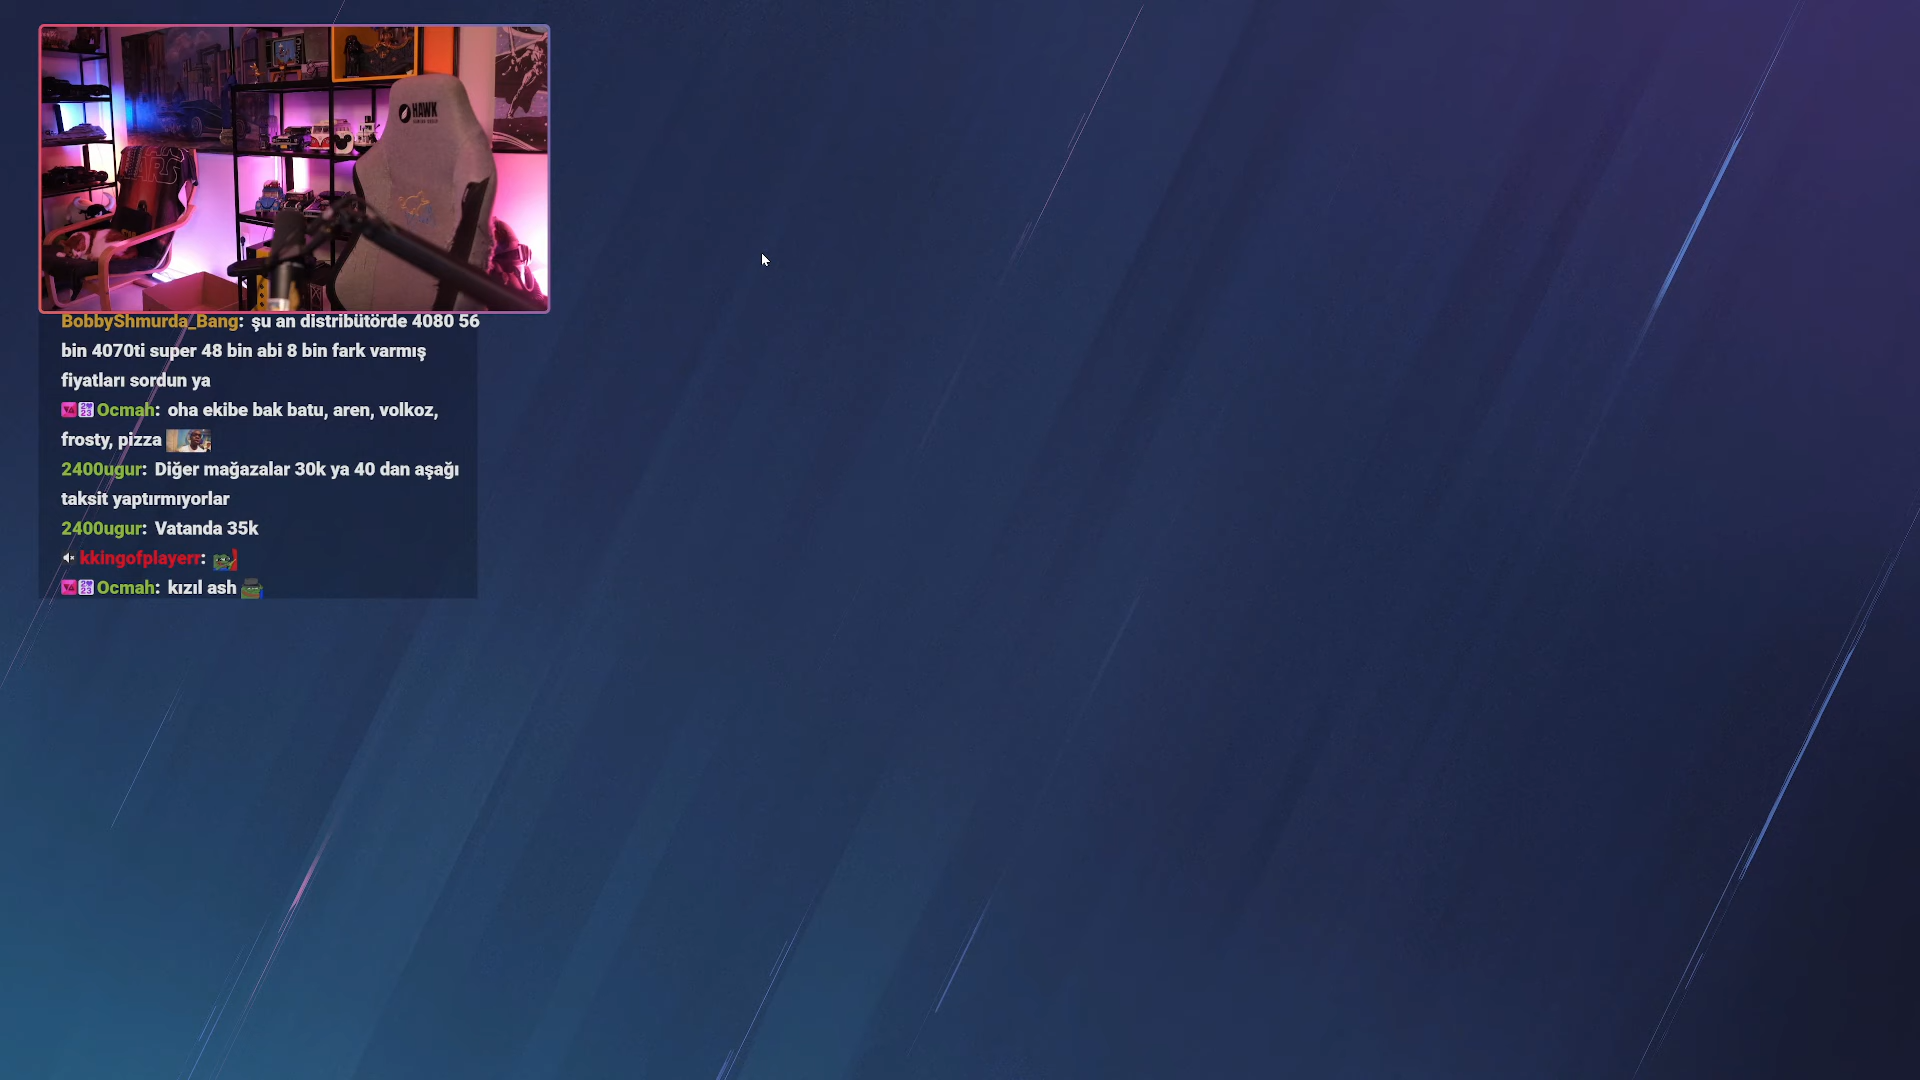 HAWK
BobbyShmurda_Bang: şu an distribütörde 4080 56
bin 4070ti super 48 bin abi 8 bin fark varmış
fiyatları sordun ya
Ocmah: oha ekibe bak batu, aren, volkoz,
frosty, pizza
2400ugur: Diğer mağazalar 30k ya 40 dan aşağı
taksit yaptırmıyorlar
2400ugur: Vatanda 35k
kkingofplayerr:
Ocmah: kızıl ash